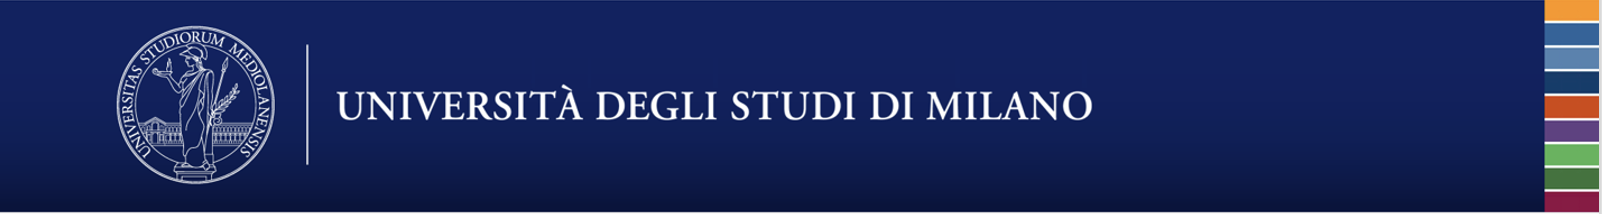 UNIVERSITAS STUDIORUM MEDIOLANENSIS
UNIVERSITÀ DEGLI STUDI DI MILANO